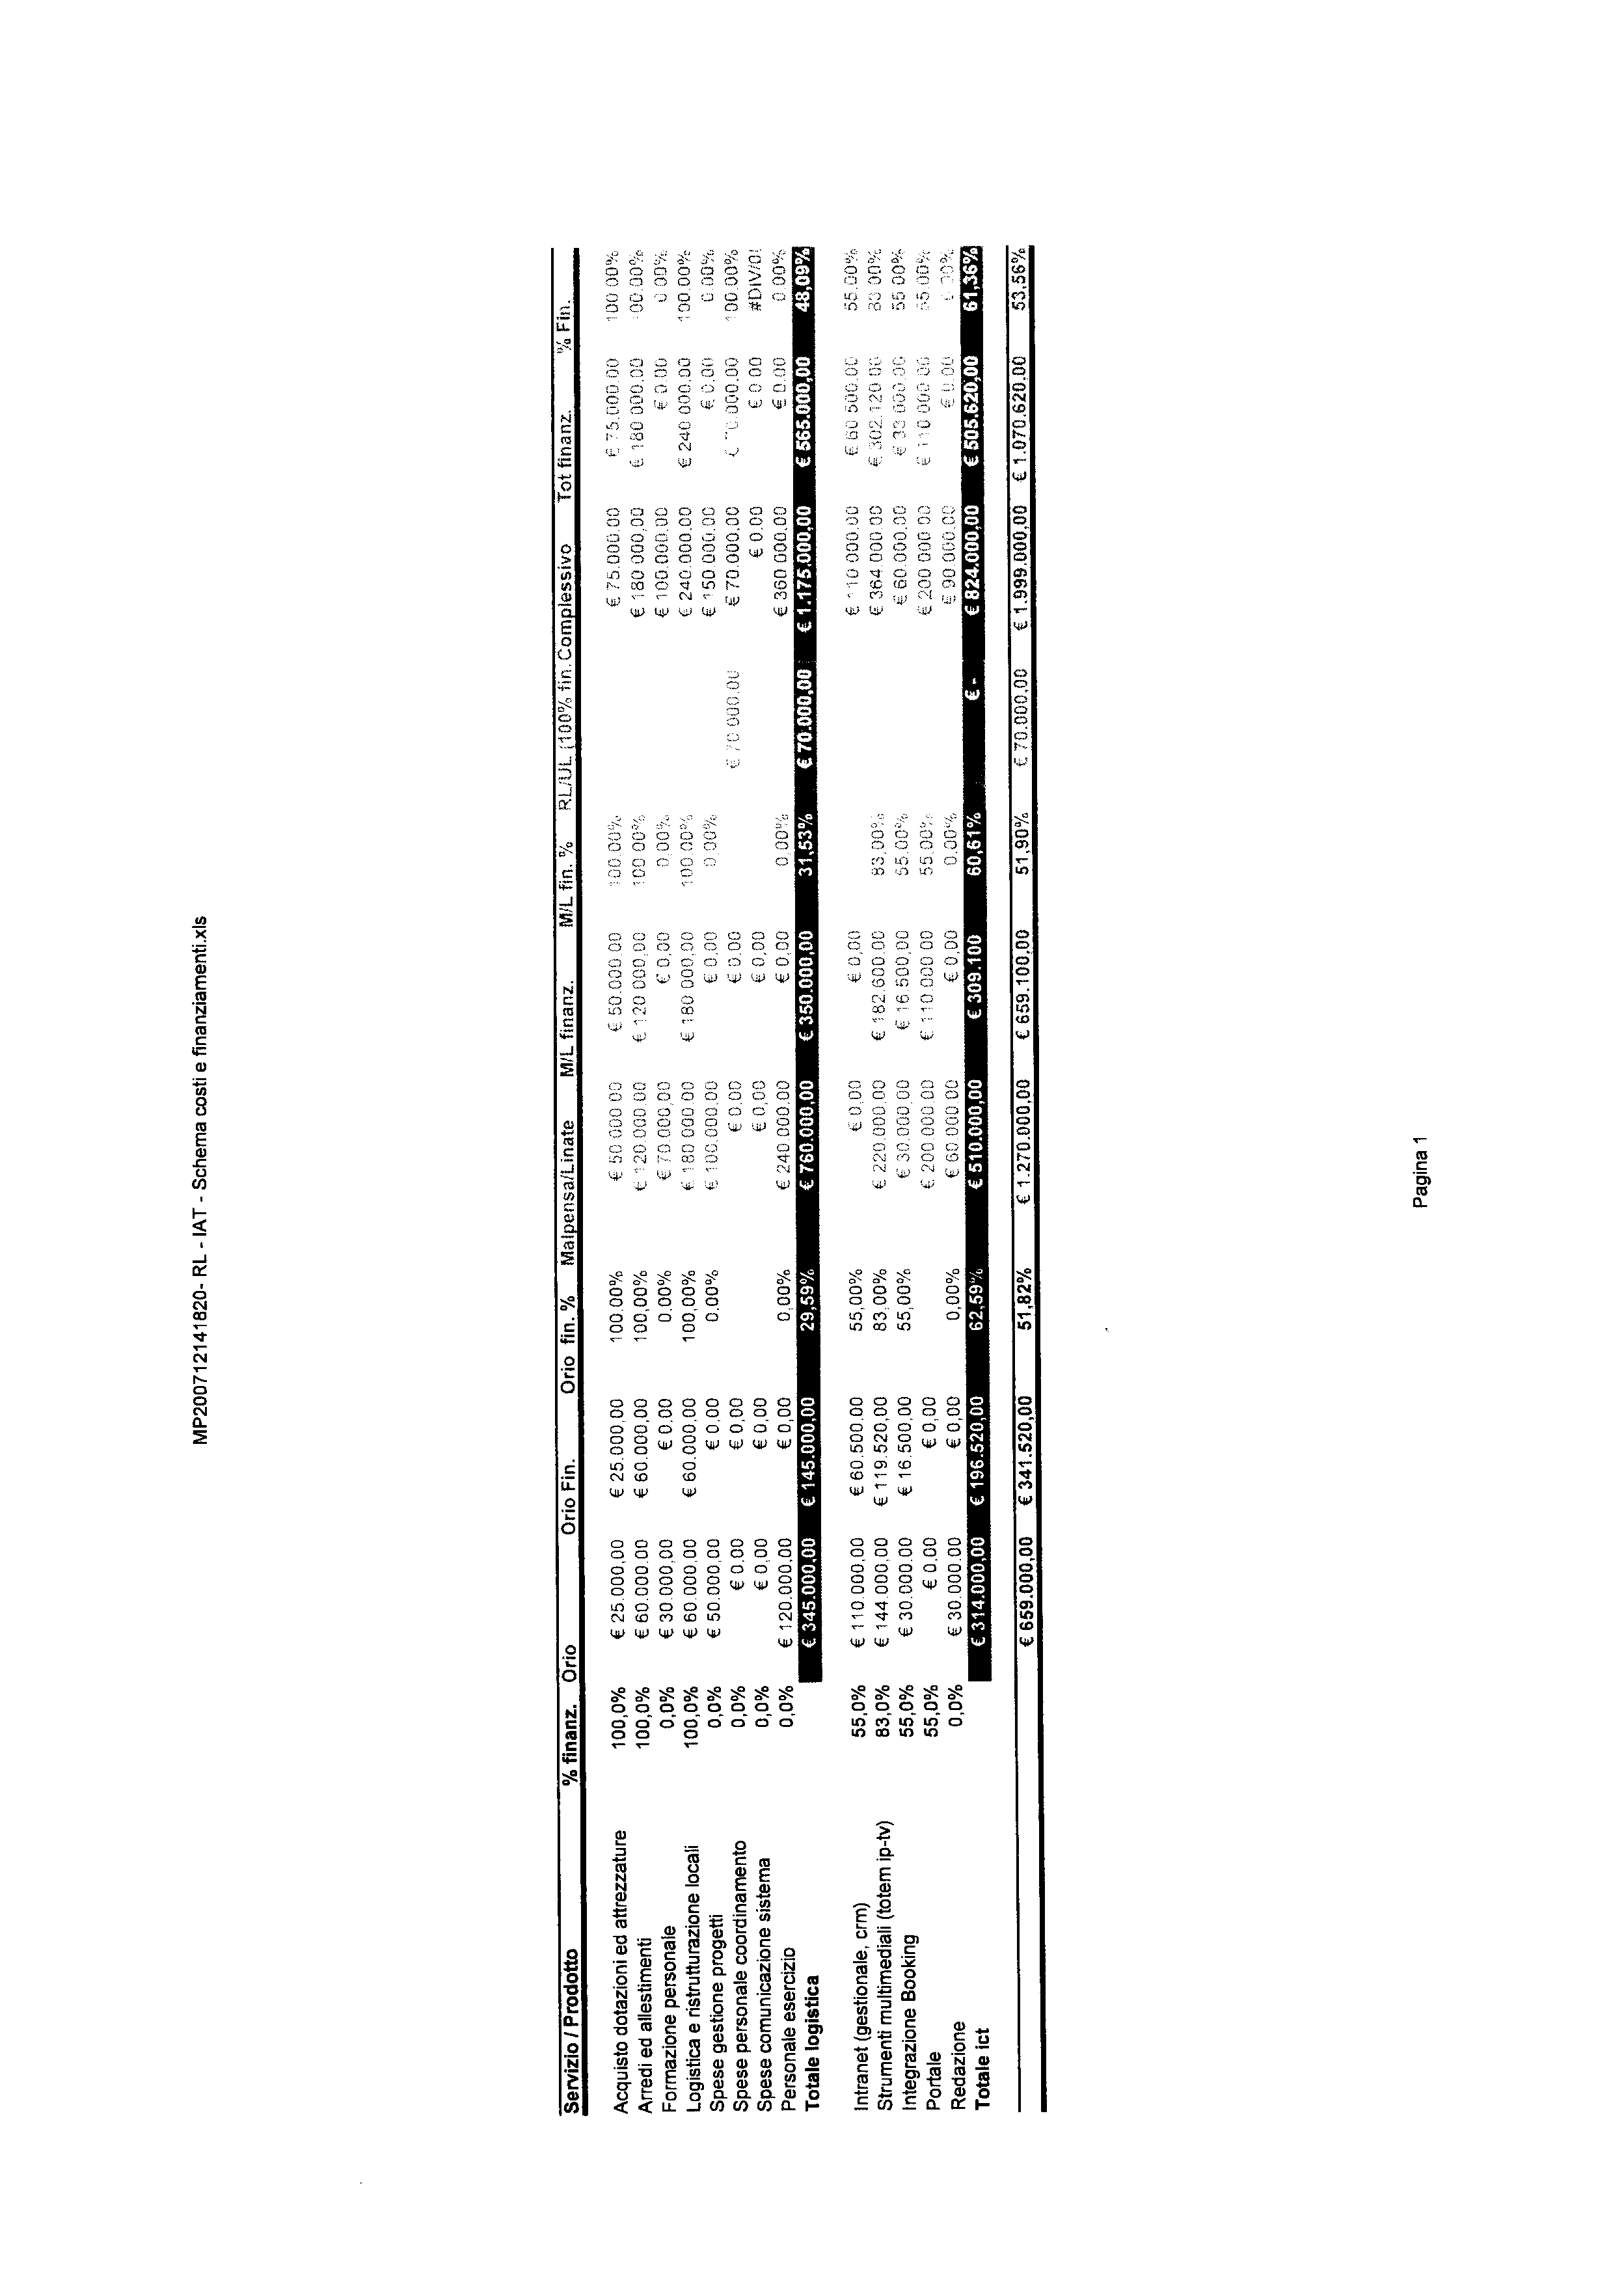 MP20071214 1820- RL - IAT - Schema costi e finanziamenti.xls
Servizio / Prodotto % finanz. Orio Orio Fin. Orio fin. % Malpensa/Linate M/L finanz. M/L fin. % RL/UL (100% fin. Complessivo Tot finanz. % Fin.
Acquisto dotazioni ed attrezzature 100,0% € 25.000,00 € 25.000,00 100,00% € 50.000,00 € 50.000,00 100,00% € 75.000,00 € 75.000,00 100,00%
Arredi ed allestimenti 100,0% € 60.000,00 € 60.000,00 100,00% € 120.000,00 € 120.000,00 100,00% € 180.000,00 € 180.000,00 100,00%
Formazione personale 0,0% € 30.000,00 € 0,00 0,00% € 70.000,00 € 0,00 0,00% € 100.000,00 € 0,00 0,00%
Logistica e ristrutturazione locali 100,0% € 60.000,00 € 60.000,00 100,00% € 180.000,00 € 180.000,00 100,00% € 240.000,00 € 240.000,00 100,00%
Spese gestione progetti 0,0% € 50.000,00 € 0,00 0,00% € 100.000,00 € 0,00 0,00% € 150.000,00 € 0,00 0,00%
Spese personale coordinamento 0,0% € 0,00 € 0,00 € 0,00 € 0,00 € 70.000,00 € 70.000,00 € 70.000,00 100,00%
Spese comunicazione sistema 0,0% € 0,00 € 0,00 € 0,00 € 0,00 € 0,00 € 0,00 #DIV/0!
Personale esercizio 0,0% € 120.000,00 € 0,00 0,00% € 240.000,00 € 0,00 0,00% € 360.000,00 € 0,00 0,00%
Totale logistica € 345.000,00 € 145.000,00 29,59% € 760.000,00 € 350.000,00 31,53% € 70.000,00 € 1.175.000,00 € 565.000,00 48,09%
Intranet (gestionale, crm) 55,0% € 110.000,00 € 60.500,00 55,00% € 0,00 € 0,00 € 110.000,00 € 60.500,00 55,00%
Strumenti multimediali (totem ip-tv) 83,0% € 144.000,00 € 119.520,00 83,00% € 220.000,00 € 182.600,00 83,00% € 364.000,00 € 302.120,00 83,00%
Integrazione Booking 55,0% € 30.000,00 € 16.500,00 55,00% € 30.000,00 € 16.500,00 55,00% € 60.000,00 € 33.000,00 55,00%
Portale 55,0% € 0,00 € 0,00 € 200.000,00 € 110.000,00 55,00% € 200.000,00 € 110.000,00 55,00%
Redazione 0,0% € 30.000,00 € 0,00 0,00% € 60.000,00 € 0,00 0,00% € 90.000,00 € 0,00 0,00%
Totale ict € 314.000,00 € 196.520,00 62,59% € 510.000,00 € 309.100 60,61% € - € 824.000,00 € 505.620,00 61,36%
€ 659.000,00 € 341.520,00 51,82% € 1.270.000,00 € 659.100,00 51,90% € 70.000,00 € 1.999.000,00 € 1.070.620,00 53,56%
Pagina 1